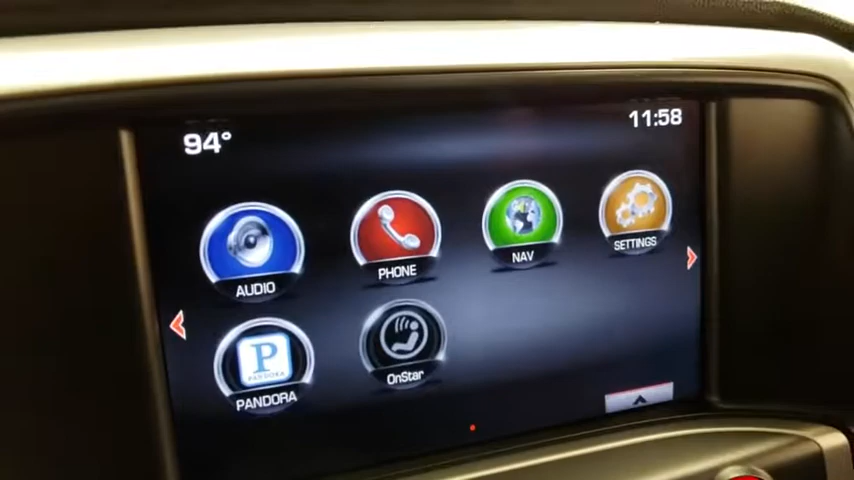 94°
11:58
AUDIO
PHONE
NAV
SETTINGS
P
PANDORA
PANDORA
OnStar